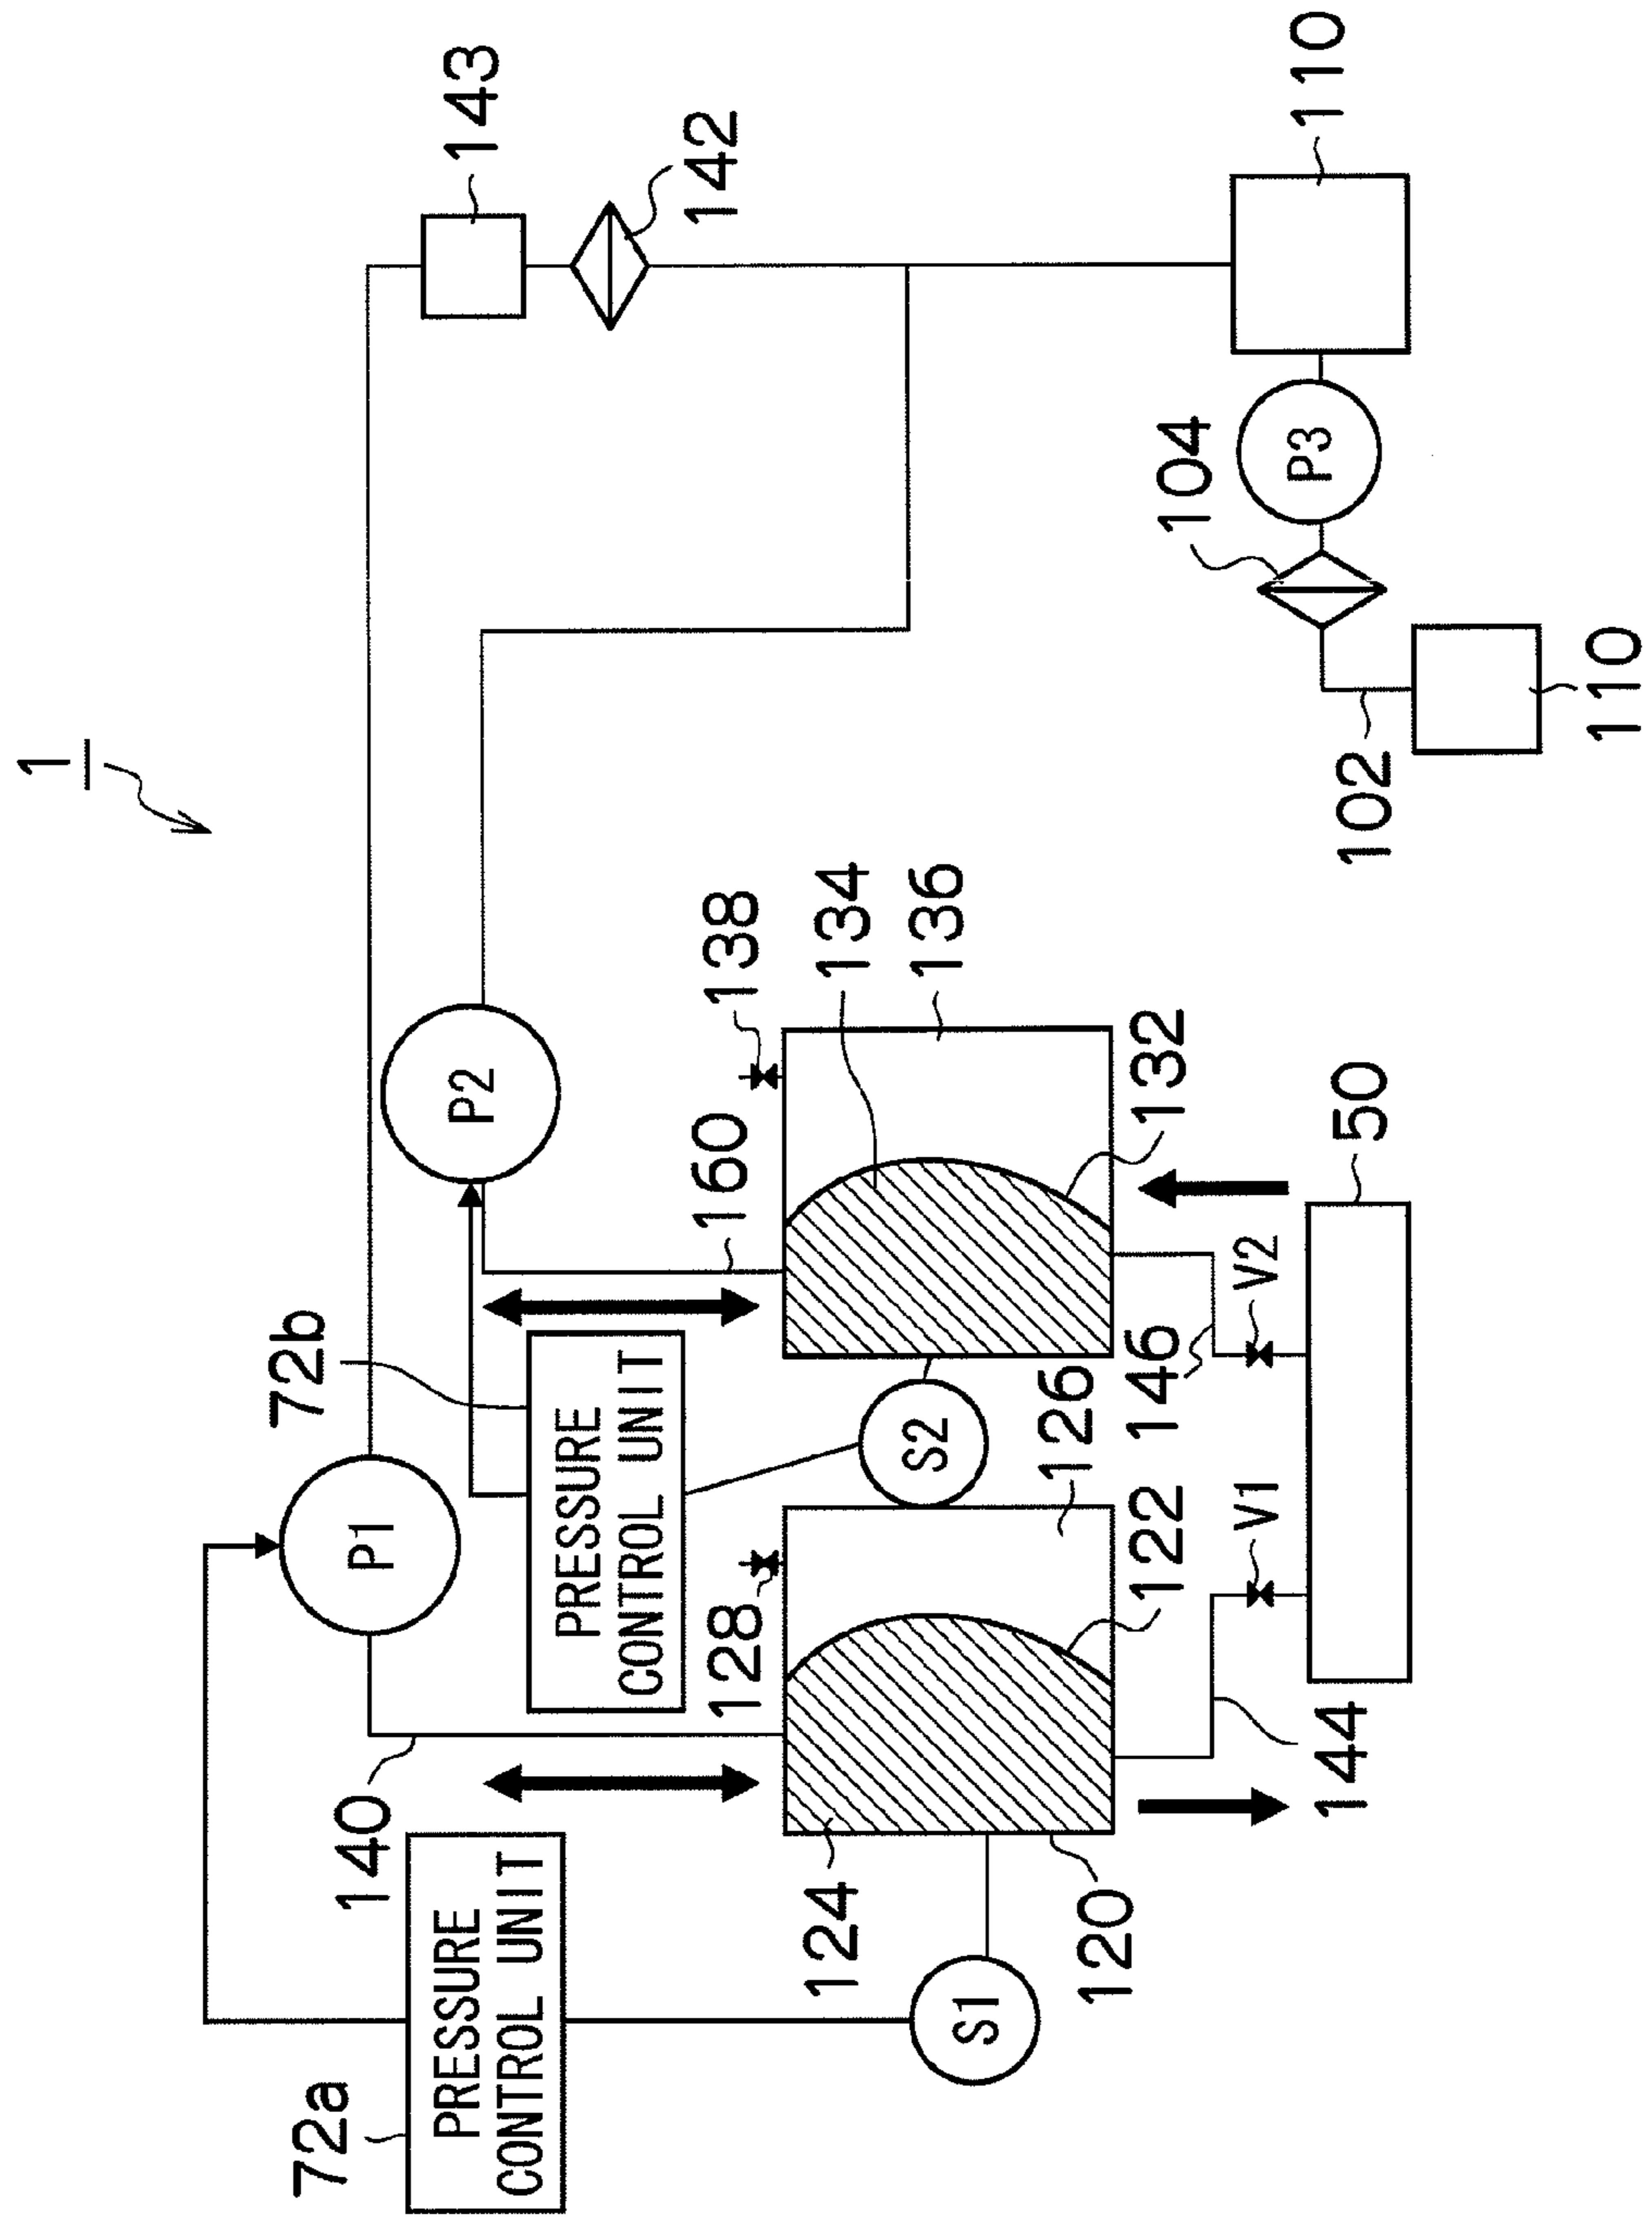 1
72a
PRESSURE
CONTROL UNIT
140
P1
72b
PRESSURE
CONTROL UNIT
P2
160
143
142
138
134
136
128
124
120
S1
S2
126
122
132
146
V1
V2
144
50
104
P3
110
102
110